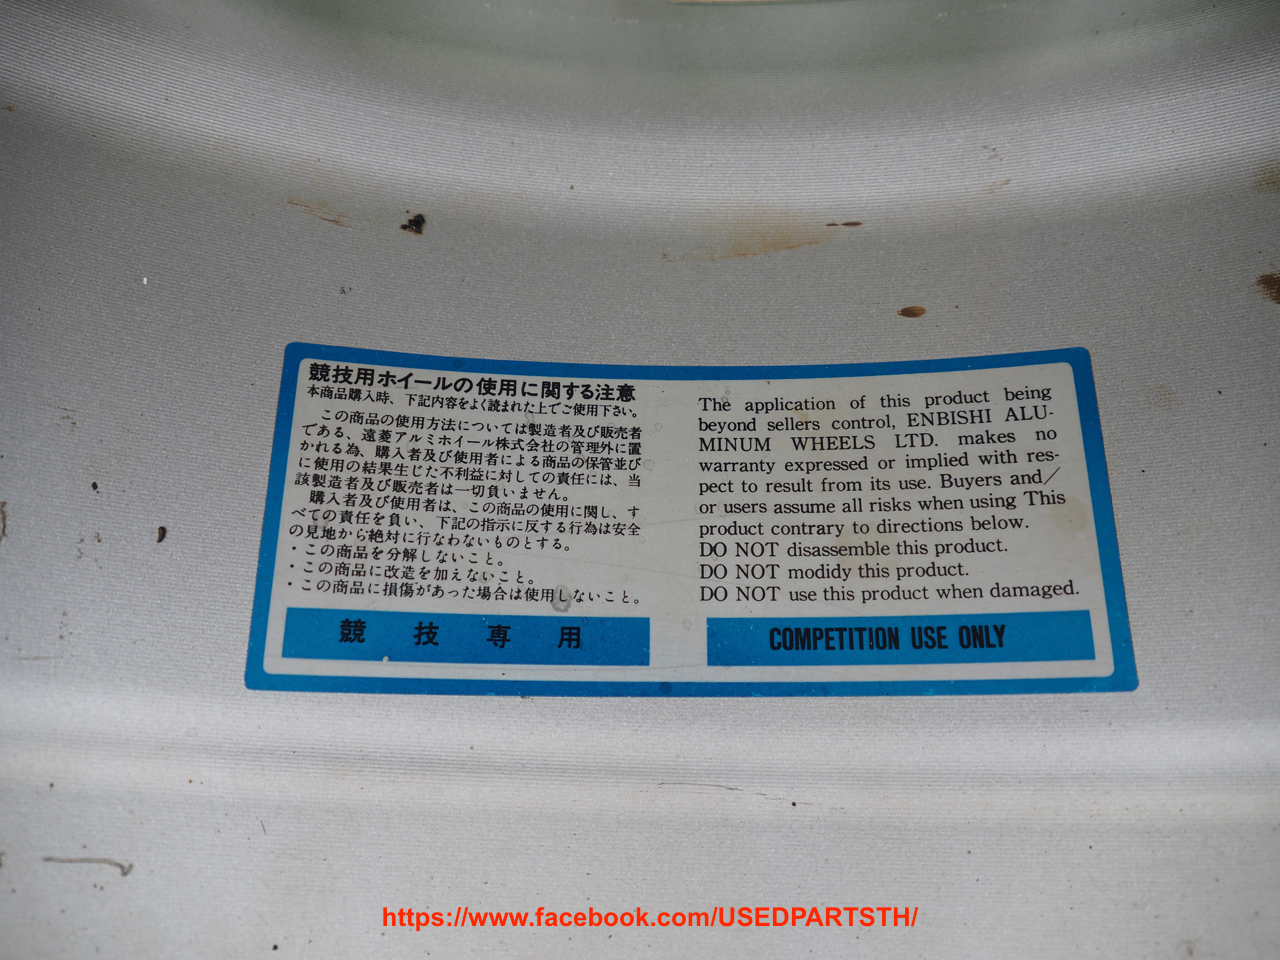 競技用ホイールの使用に関する注意
本商品購入時、下記内容をよく読まれた上でご使用下さい。
この商品の使用方法については製造者及び販売者
である、遠菱アルミホイール株式会社の管理外に置
かれる為、購入者及び使用者による商品の保管並び
に使用の結果生じた不利益に対しての責任には、当
該製造者及び販売者は一切負いません。
購入者及び使用者は、この商品の使用に関し、す
べての責任を負い、下記の指示に反する行為は安全
の見地から絶対に行なわないものとする。
・この商品を分解しないこと。
・この商品に改造を加えないこと。
・この商品に損傷があった場合は使用しないこと。
競技専用
The application of this product being
beyond sellers control, ENBISHI ALU-
MINUM WHEELS LTD. makes no
warranty expressed or implied with res-
pect to result from its use. Buyers and/
or users assume all risks when using This
product contrary to directions below.
DO NOT disassemble this product.
DO NOT modidy this product.
DO NOT use this product when damaged.
COMPETITION USE ONLY
https://www.facebook.com/USEDPARTSTH/